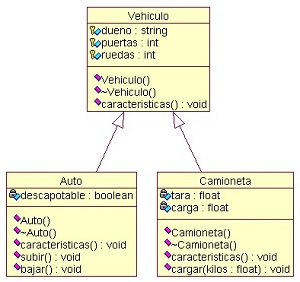 Vehiculo
dueno : string
puertas : int
ruedas : int
Vehiculo()
~Vehiculo()
caracteristicas() : void
Auto
descapotable : boolean
Auto()
~Auto()
caracteristicas() : void
subir() : void
bajar() : void
Camioneta
tara : float
carga : float
Camioneta()
~Camioneta()
caracteristicas() : void
cargar(kilos : float) : void